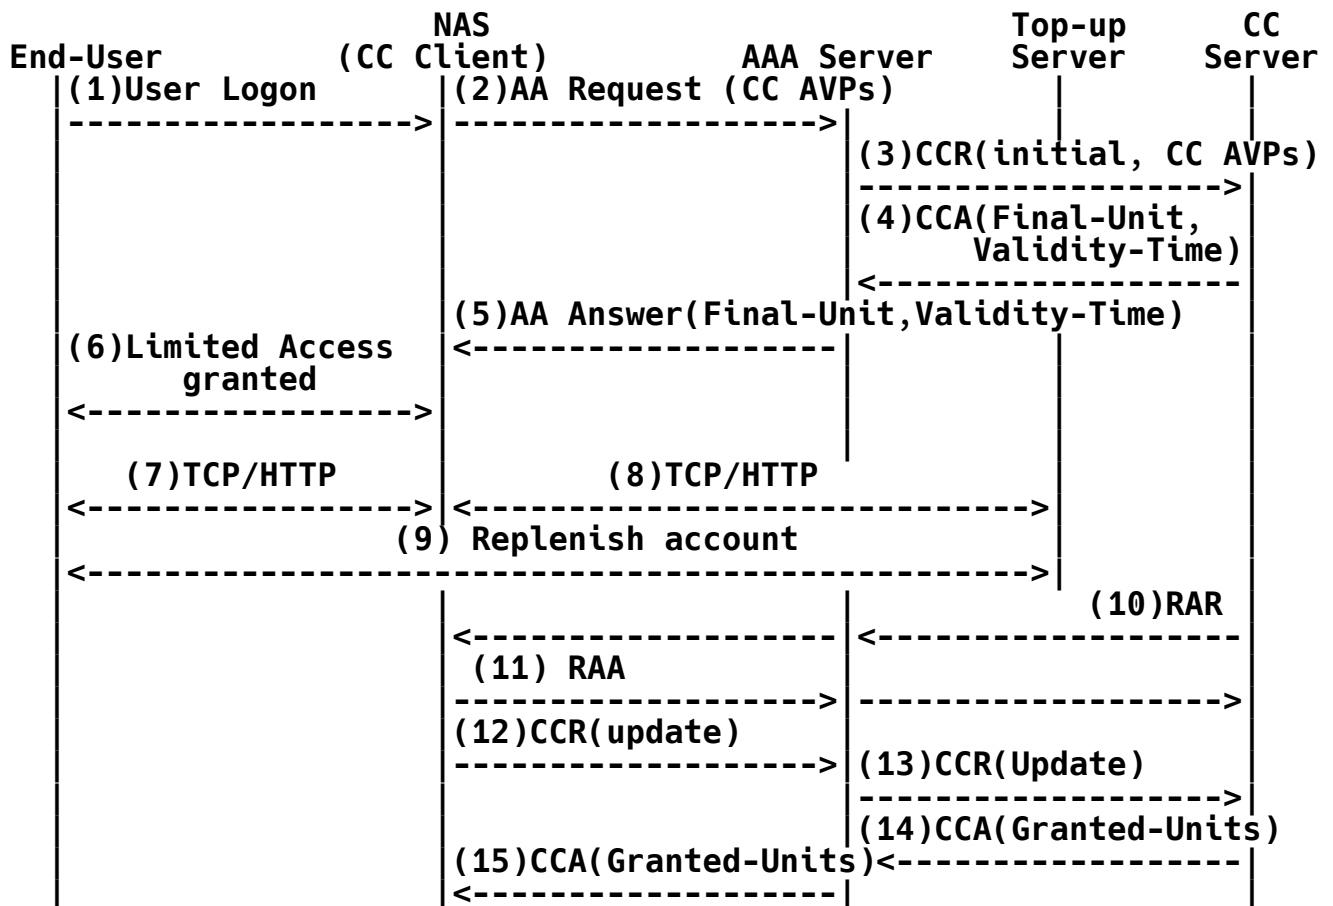 NAS Top-up CC
End-User (CC Client) AAA Server Server Server
(1)User Logon (2)AA Request (CC AVPs)
(3)CCR(initial, CC AVPs)
(4)CCA(Final-Unit,
Validity-Time)
(5)AA Answer(Final-Unit,Validity-Time)
(6)Limited Access
granted
(7)TCP/HTTP (8)TCP/HTTP
(9) Replenish account
(10)RAR
(11) RAA
(12)CCR(update)
(13)CCR(Update)
(14)CCA(Granted-Units)
(15)CCA(Granted-Units)